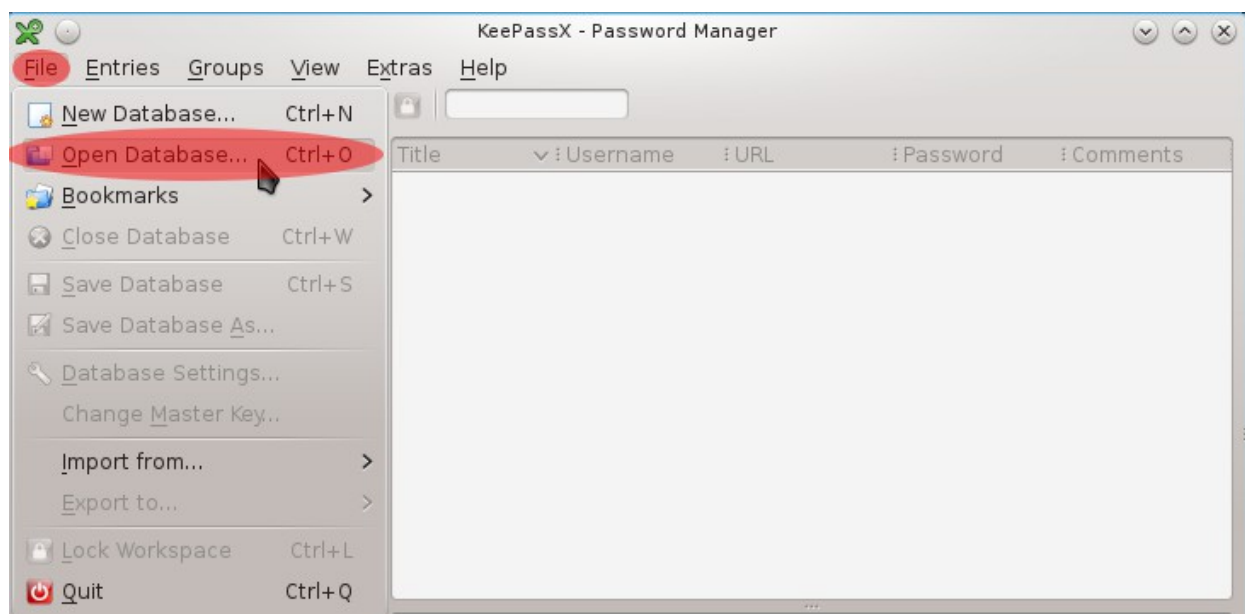 KeePassX - Password Manager
File Entries Groups View Extras Help
New Database... Ctrl+N
Open Database... Ctrl+O
Title Username URL Password Comments
Bookmarks
Close Database Ctrl+W
Save Database Ctrl+S
Save Database As...
Database Settings...
Change Master Key...
Import from...
Export to...
Lock Workspace Ctrl+L
Quit Ctrl+Q